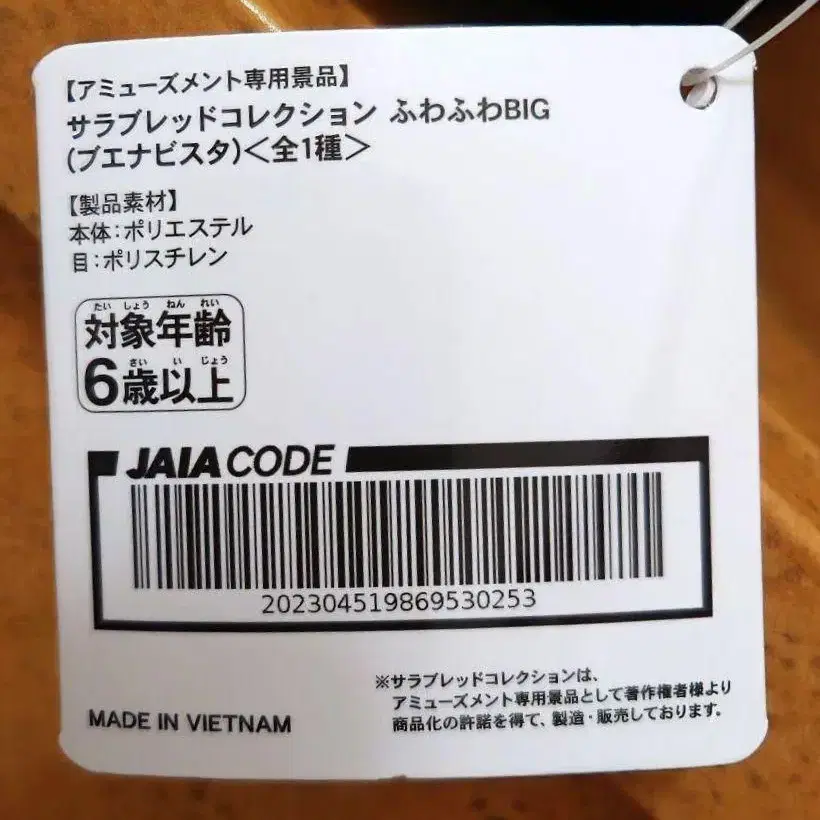 【アミューズメント専用景品】
サラブレッドコレクション ふわふわBIG
(ブエナビスタ)＜全1種＞
【製品素材】
本体：ポリエステル
目：ポリスチレン
たいしょうねんれい
対象年齢
さいいじょう
6歳以上
JAIA CODE
202304519869530253
※サラブレッドコレクションは、
アミューズメント専用景品として著作権者様より
商品化の許諾を得て、製造・販売しております。
MADE IN VIETNAM